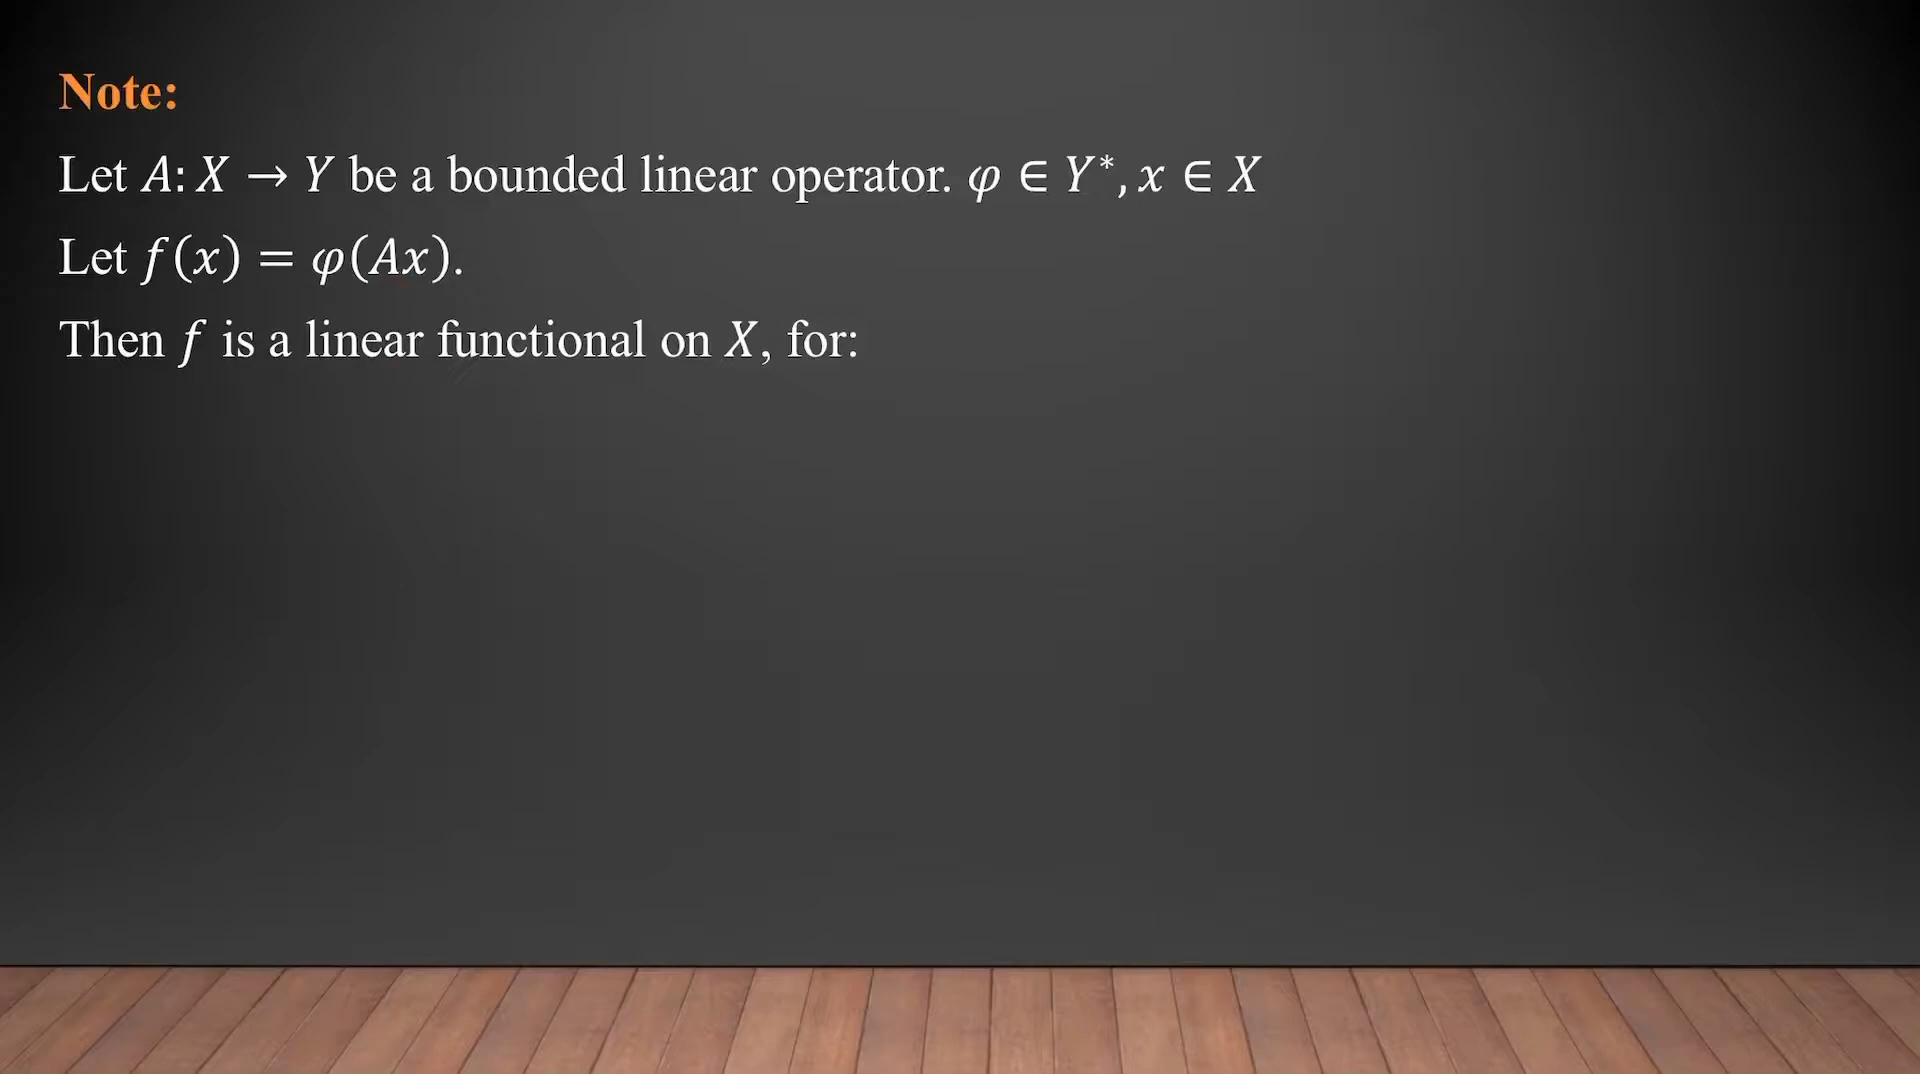 Note:
Let A: X → Y be a bounded linear operator. φ ∈ Y*, x ∈ X
Let f(x) = φ(Ax).
Then f is a linear functional on X, for: